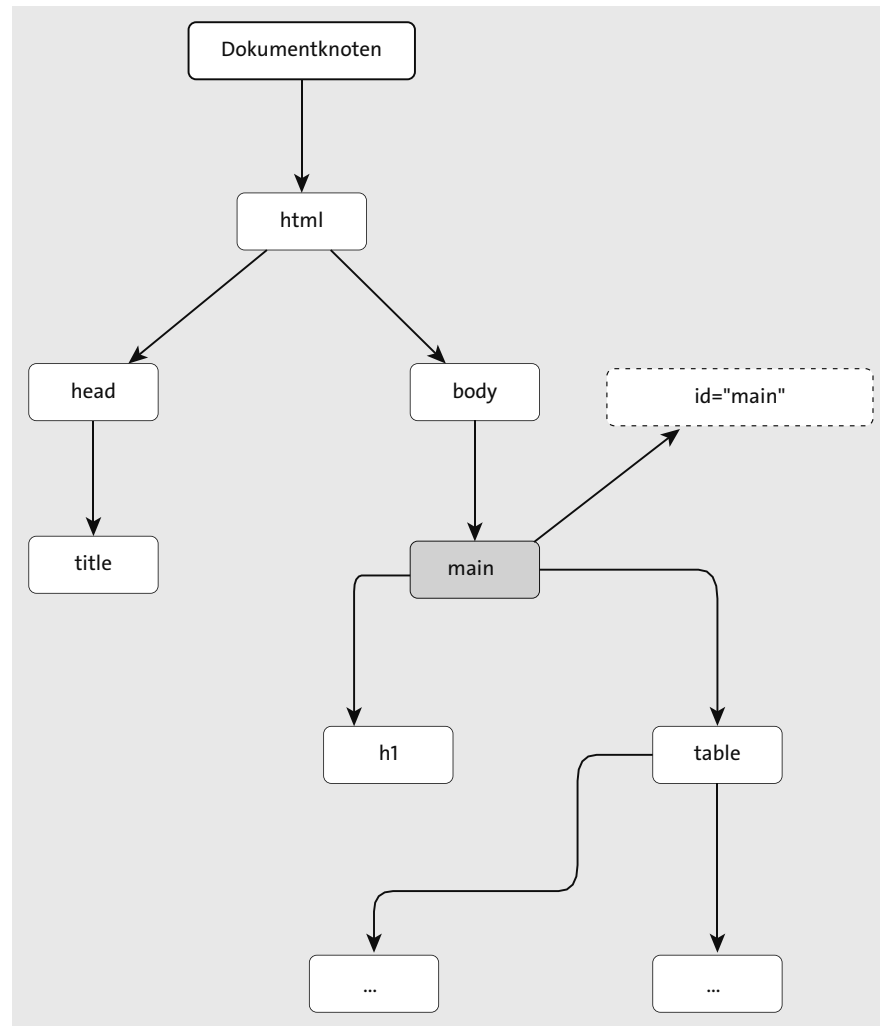 Dokumentknoten
html
head
body
id="main"
title
main
h1
table
...
...